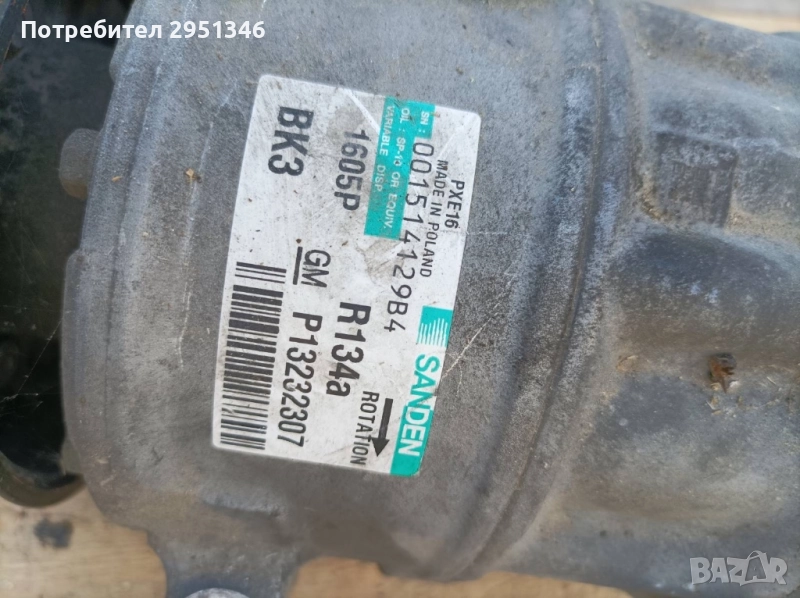 Потребител 2951346
PXE16
MADE IN POLAND
SN: 001514129B4
OIL : SP-10 OR EQUIV.
VARIABLE DISP.
SANDEN
1605P
BK3
R134a
ROTATION
GM P13232307
BAZAR